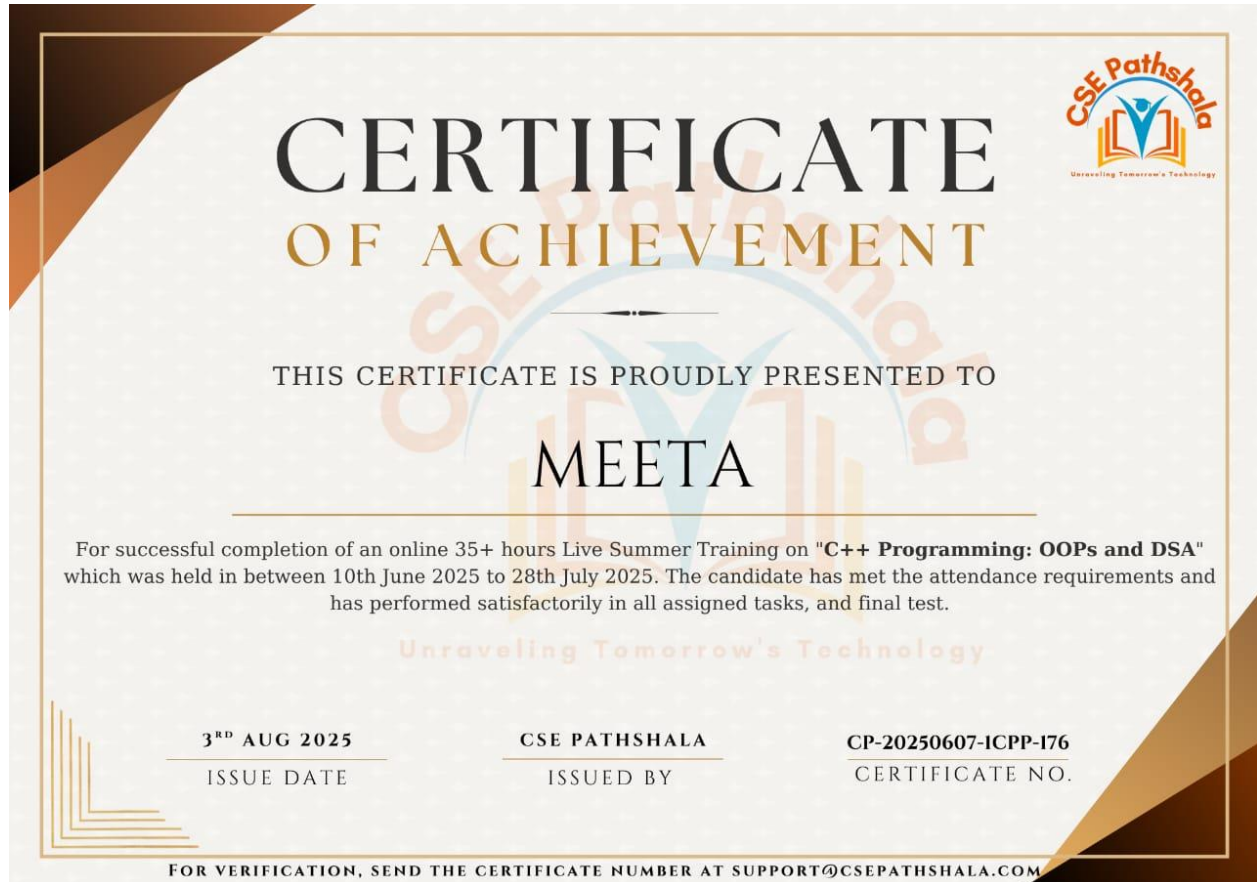 CSE Pathshala
Unraveling Tomorrow's Technology
CERTIFICATE
OF ACHIEVEMENT
THIS CERTIFICATE IS PROUDLY PRESENTED TO
MEETA
For successful completion of an online 35+ hours Live Summer Training on "C++ Programming: OOPs and DSA"
which was held in between 10th June 2025 to 28th July 2025. The candidate has met the attendance requirements and
has performed satisfactorily in all assigned tasks, and final test.
CSE Pathshala
Unraveling Tomorrow's Technology
3RD AUG 2025
ISSUE DATE
CSE PATHSHALA
ISSUED BY
CP-20250607-1CPP-176
CERTIFICATE NO.
FOR VERIFICATION, SEND THE CERTIFICATE NUMBER AT SUPPORT@CSEPATHSHALA.COM